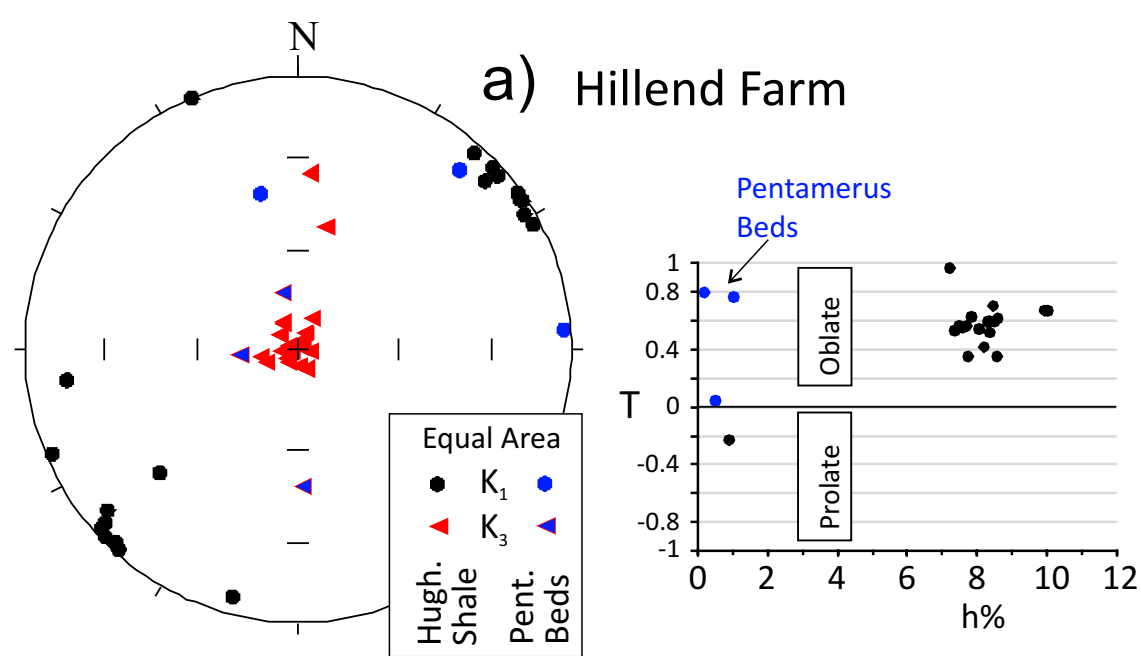 N
a) Hillend Farm
Pentamerus
Beds
1
0.8
0.4
0
-0.4
-0.8
-1
T
Oblate
Prolate
0 2 4 6 8 10 12
h%
Equal Area
K1
K3
Hugh.
Shale
Pent.
Beds